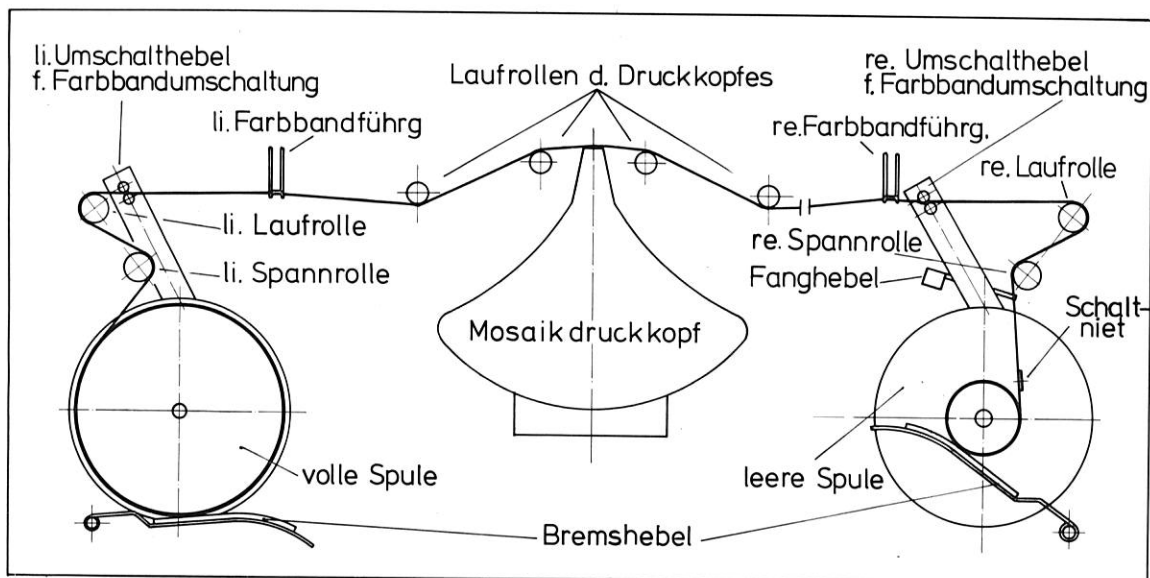 li. Umschalthebel
f. Farbbandumschaltung
li. Farbbandführg
Laufrollen d. Druckkopfes
re. Umschalthebel
f. Farbbandumschaltung
re. Farbbandführg.
re. Laufrolle
li. Laufrolle
li. Spannrolle
re. Spannrolle
Fanghebel
Schalt-
niet
Mosaikdruckkopf
volle Spule
leere Spule
Bremshebel